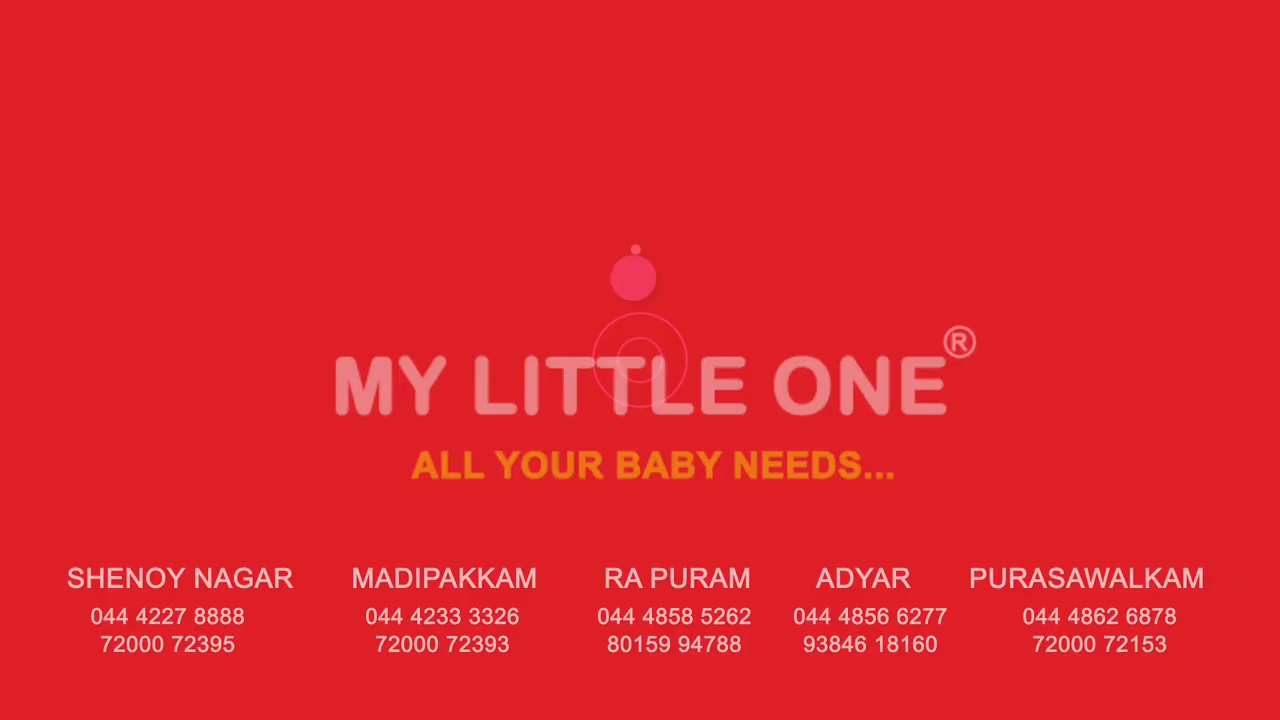 MY LITTLE ONE®
ALL YOUR BABY NEEDS...
SHENOY NAGAR
044 4227 8888
72000 72395
MADIPAKKAM
044 4233 3326
72000 72393
RA PURAM
044 4858 5262
80159 94788
ADYAR
044 4856 6277
93846 18160
PURASAWALKAM
044 4862 6878
72000 72153